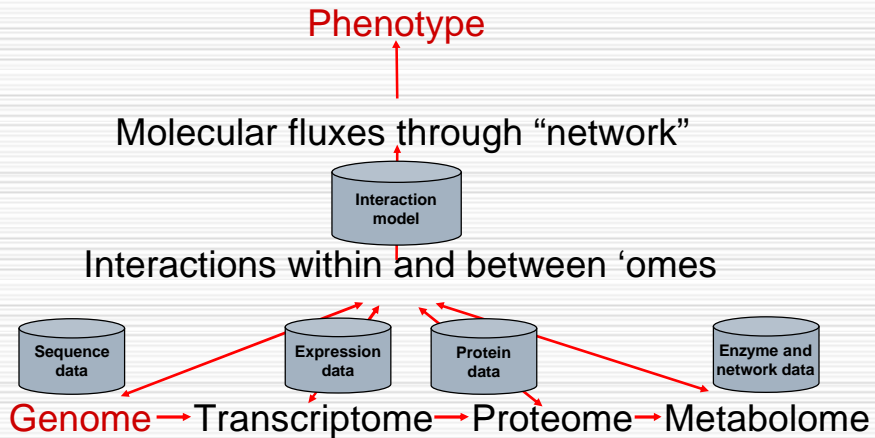 Phenotype
Molecular fluxes through “network”
Interaction
model
Interactions within and between ‘omes
Sequence
data
Expression
data
Protein
data
Enzyme and
network data
Genome Transcriptome Proteome Metabolome